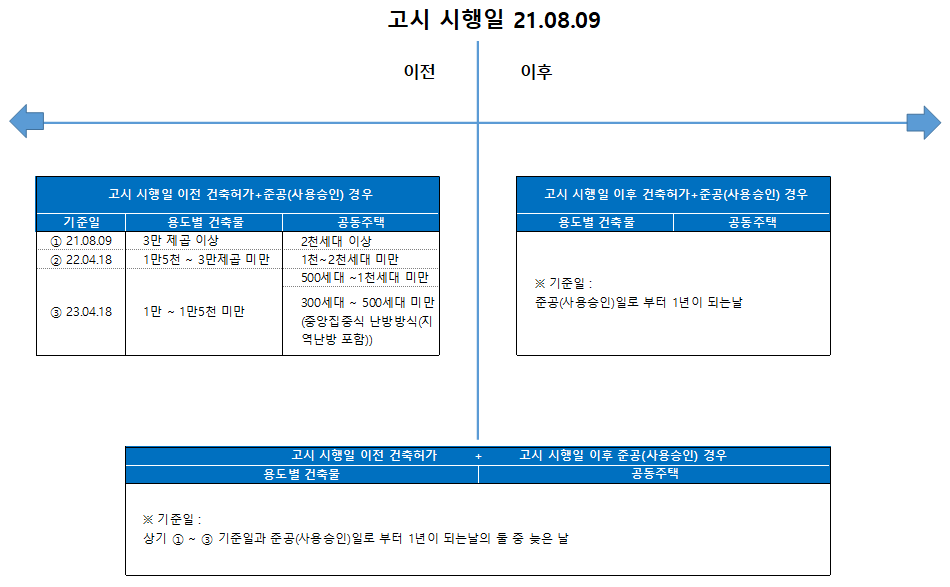 고시 시행일 21.08.09
이전
이후
고시 시행일 이전 건축허가+준공(사용승인) 경우
기준일 용도별 건축물 공동주택
① 21.08.09 3만 제곱 이상 2천세대 이상
② 22.04.18 1만5천 ~ 3만제곱 미만 1천~2천세대 미만
500세대 ~1천세대 미만
③ 23.04.18 1만 ~ 1만5천 미만
300세대 ~ 500세대 미만
(중앙집중식 난방방식(지
역난방 포함))
고시 시행일 이후 건축허가+준공(사용승인) 경우
용도별 건축물 공동주택
※ 기준일 :
준공(사용승인)일로 부터 1년이 되는날
고시 시행일 이전 건축허가 + 고시 시행일 이후 준공(사용승인) 경우
용도별 건축물 공동주택
※ 기준일 :
상기 ① ~ ③ 기준일과 준공(사용승인)일로 부터 1년이 되는날의 둘 중 늦은 날